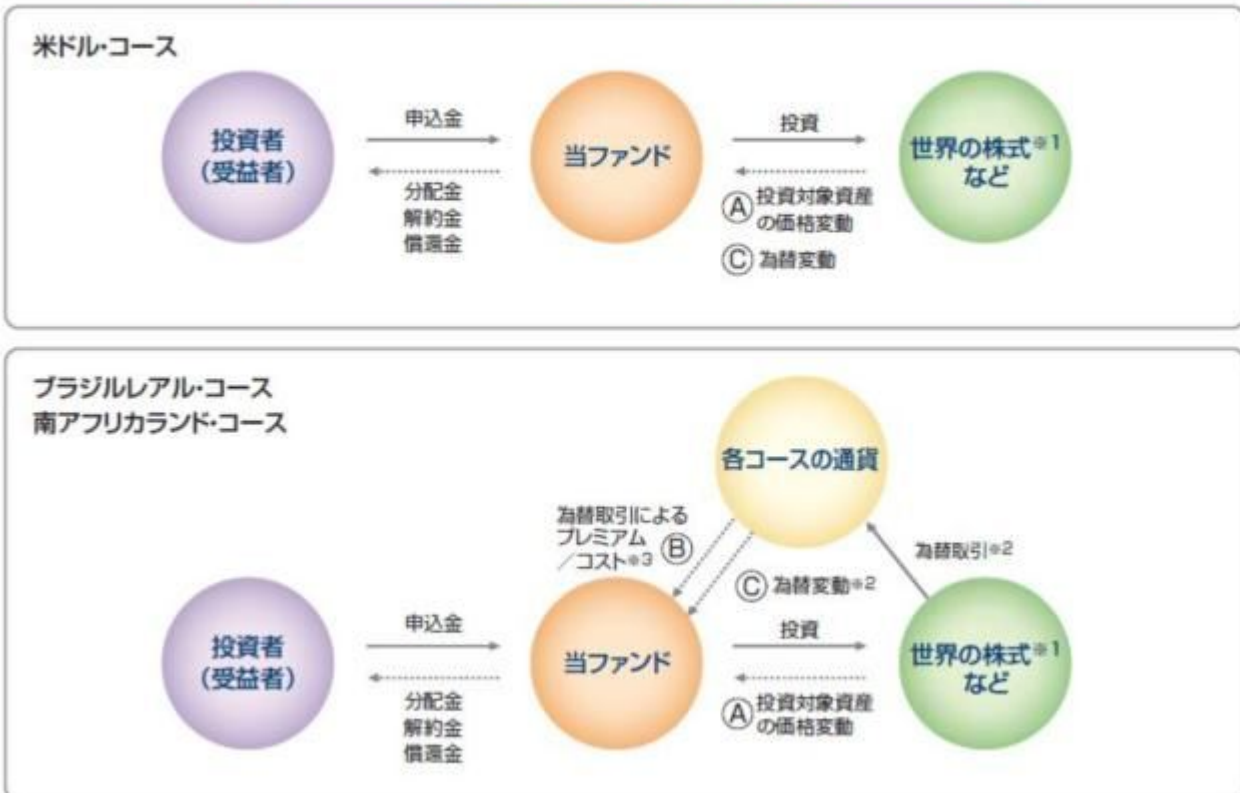 米ドル・コース
投資者
（受益者）
申込金
分配金
解約金
償還金
当ファンド
投資
Ⓐ 投資対象資産
の価格変動
Ⓒ 為替変動
世界の株式※1
など
ブラジルレアル・コース
南アフリカランド・コース
各コースの通貨
為替取引による
プレミアム
／コスト※3 Ⓑ
Ⓒ 為替変動※2
為替取引※2
投資者
（受益者）
申込金
分配金
解約金
償還金
当ファンド
投資
Ⓐ 投資対象資産
の価格変動
世界の株式※1
など